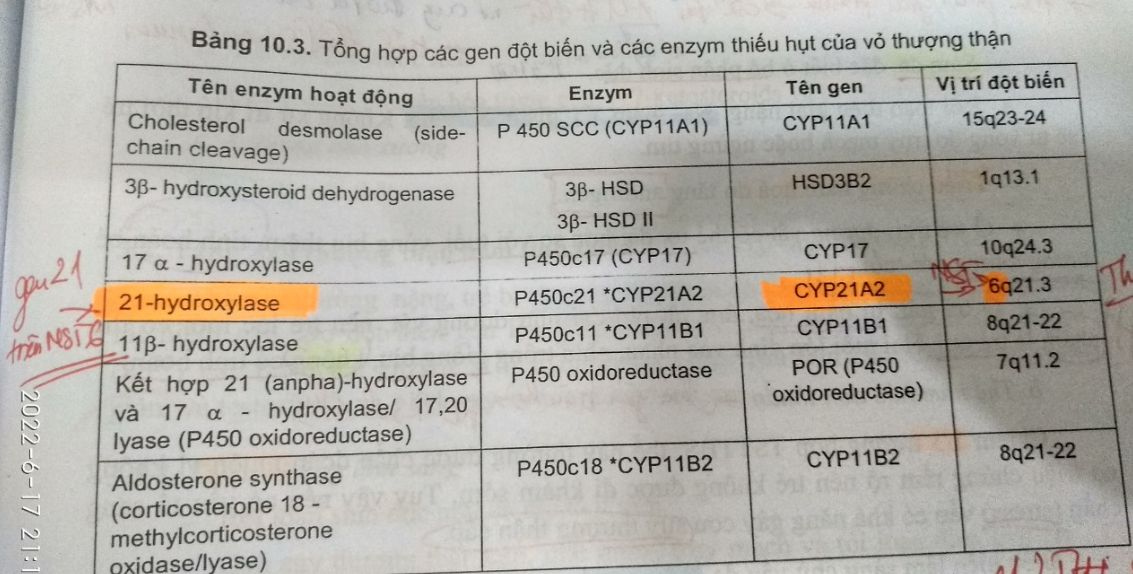 Bảng 10.3. Tổng hợp các gen đột biến và các enzym thiếu hụt của vỏ thượng thận
Tên enzym hoạt động Enzym Tên gen Vị trí đột biến
Cholesterol desmolase (side- P 450 SCC (CYP11A1) CYP11A1 15q23-24
chain cleavage)
3β- hydroxysteroid dehydrogenase 3β- HSD HSD3B2 1q13.1
3β- HSD II
17 α - hydroxylase P450c17 (CYP17) CYP17 10q24.3
gen 21
21-hydroxylase P450c21 *CYP21A2 CYP21A2 NST 6q21.3 Th
trên NST6
11β- hydroxylase P450c11 *CYP11B1 CYP11B1 8q21-22
Kết hợp 21 (anpha)-hydroxylase P450 oxidoreductase POR (P450 7q11.2
và 17 α - hydroxylase/ 17,20 oxidoreductase)
lyase (P450 oxidoreductase)
Aldosterone synthase P450c18 *CYP11B2 CYP11B2 8q21-22
(corticosterone 18 -
methylcorticosterone
oxidase/lyase)
2022-6-17 21:1